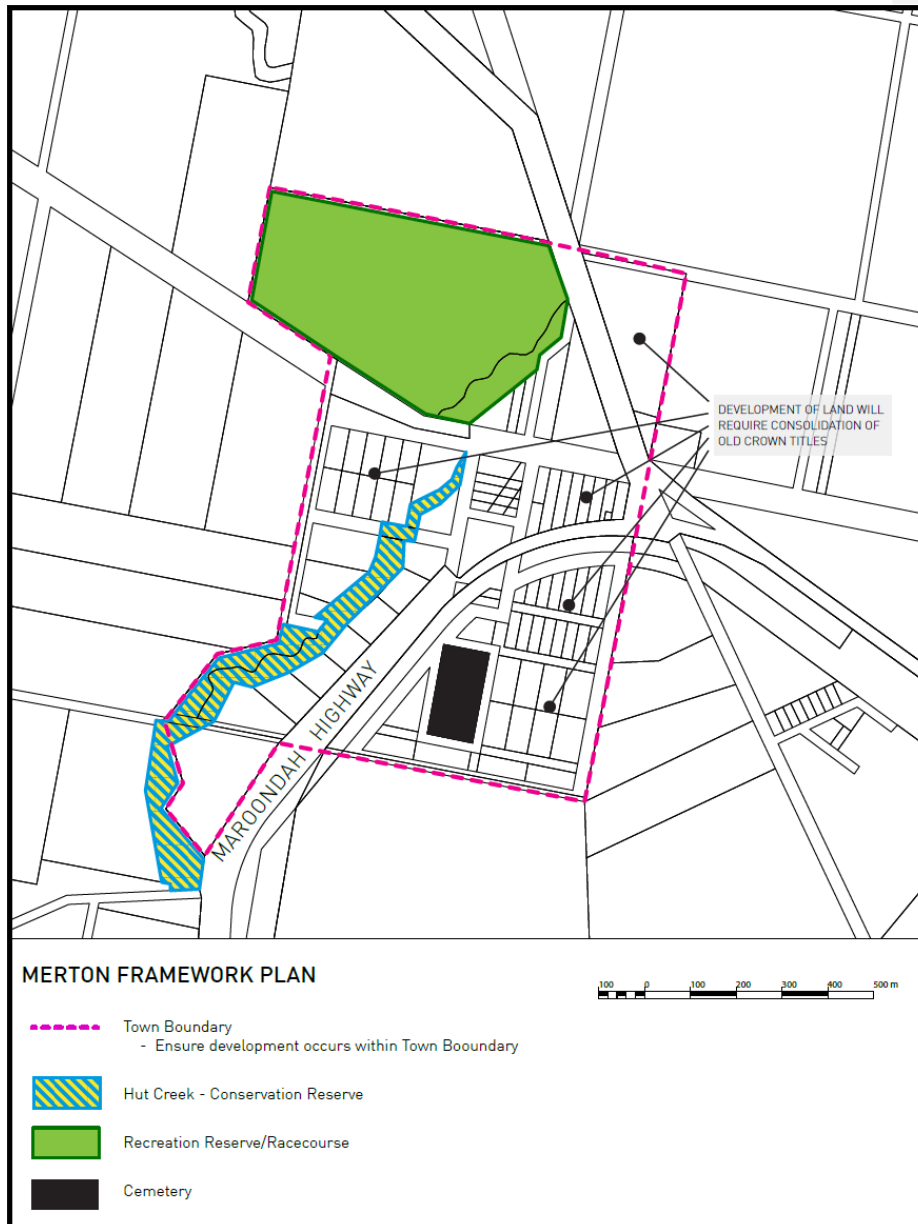 DEVELOPMENT OF LAND WILL
REQUIRE CONSOLIDATION OF
OLD CROWN TITLES
MAROONDAH HIGHWAY
MERTON FRAMEWORK PLAN
100 0 100 200 300 400 500 m
Town Boundary
- Ensure development occurs within Town Booundary
Hut Creek - Conservation Reserve
Recreation Reserve/Racecourse
Cemetery